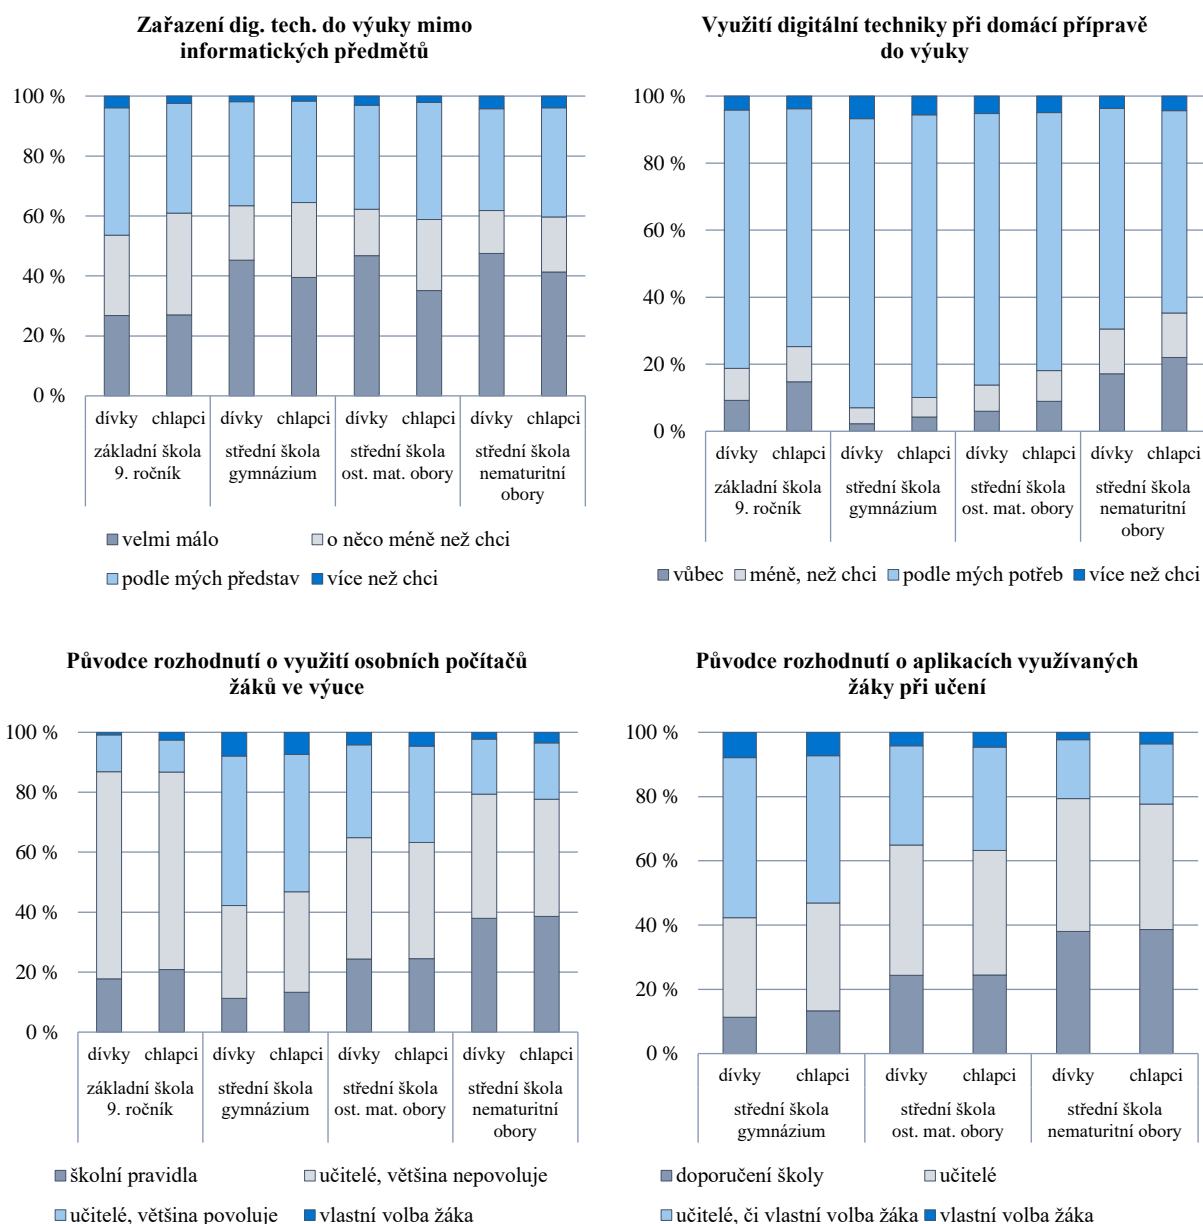 Zařazení dig. tech. do výuky mimo
informatických předmětů
100 %
80 %
60 %
40 %
20 %
0 %
dívky chlapci dívky chlapci dívky chlapci dívky chlapci
základní škola střední škola střední škola střední škola
9. ročník gymnázium ost. mat. obory nematuritní
obory
velmi málo o něco méně než chci
podle mých představ více než chci
Využití digitální techniky při domácí přípravě
do výuky
100 %
80 %
60 %
40 %
20 %
0 %
dívky chlapci dívky chlapci dívky chlapci dívky chlapci
základní škola střední škola střední škola střední škola
9. ročník gymnázium ost. mat. obory nematuritní
obory
vůbec méně, než chci podle mých potřeb více než chci
Původce rozhodnutí o využití osobních počítačů
žáků ve výuce
100 %
80 %
60 %
40 %
20 %
0 %
dívky chlapci dívky chlapci dívky chlapci dívky chlapci
základní škola střední škola střední škola střední škola
9. ročník gymnázium ost. mat. obory nematuritní
obory
školní pravidla učitelé, většina nepovoluje
učitelé, většina povoluje vlastní volba žáka
Původce rozhodnutí o aplikacích využívaných
žáky při učení
100 %
80 %
60 %
40 %
20 %
0 %
dívky chlapci dívky chlapci dívky chlapci
střední škola střední škola střední škola
gymnázium ost. mat. obory nematuritní obory
doporučení školy učitelé
učitelé, či vlastní volba žáka vlastní volba žáka